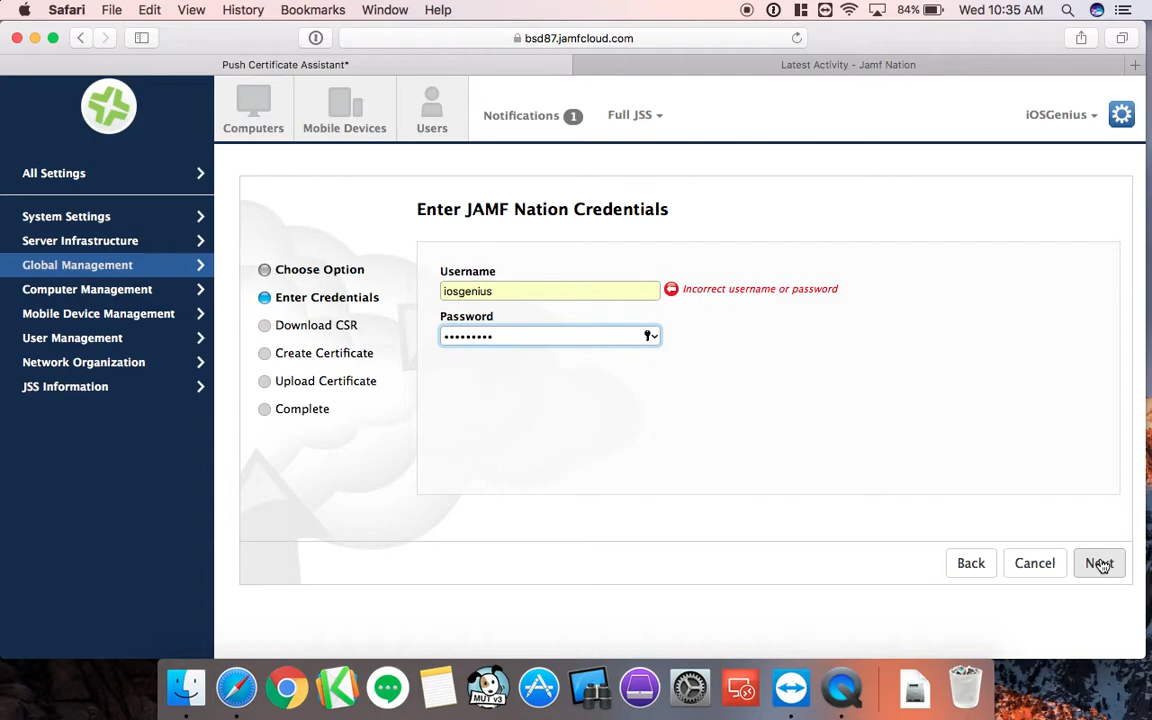 Safari File Edit View History Bookmarks Window Help 84% Wed 10:35 AM
bsd87.jamfcloud.com
Push Certificate Assistant* Latest Activity - Jamf Nation
Computers Mobile Devices Users Notifications 1 Full JSS iOSGenius
All Settings
System Settings
Server Infrastructure
Global Management
Computer Management
Mobile Device Management
User Management
Network Organization
JSS Information
Enter JAMF Nation Credentials
Choose Option
Enter Credentials
Download CSR
Create Certificate
Upload Certificate
Complete
Username
iosgenius Incorrect username or password
Password
•••••••••
Back Cancel Next
MUT v3